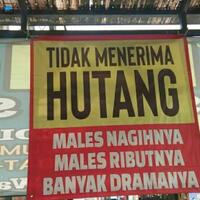 TIDAK MENERIMA
HUTANG
MALES NAGIHNYA
MALES RIBUTNYA
BANYAK DRAMANYA